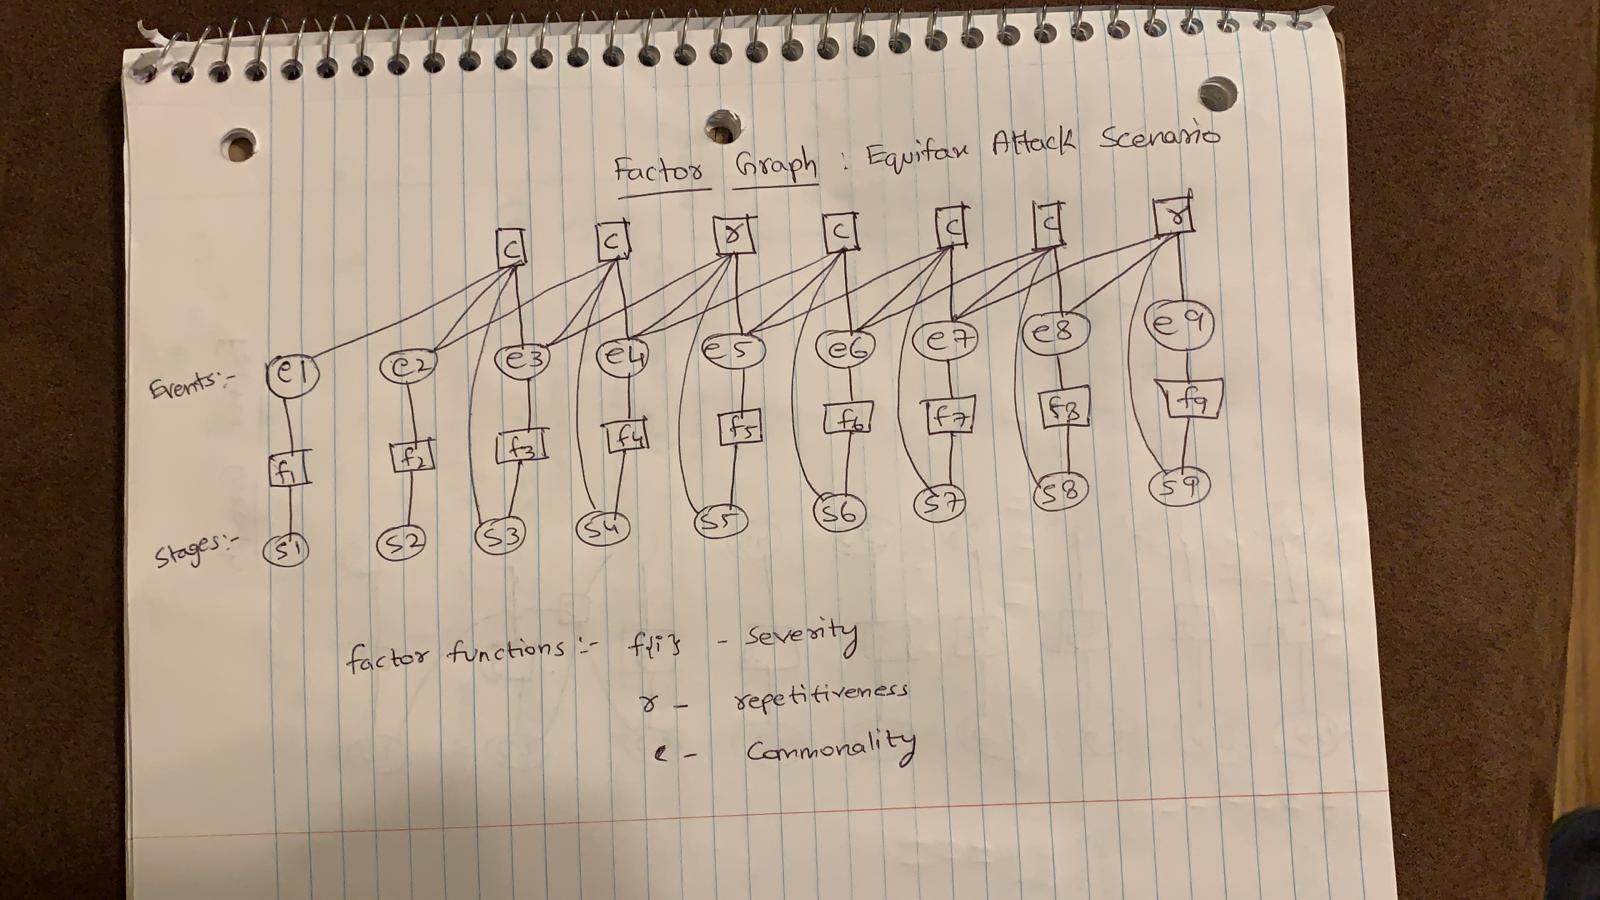 Factor Graph : Equifax Attack Scenario
c c r c c c r
Events:- e1 e2 e3 e4 e5 e6 e7 e8 e9
f1 f2 f3 f4 f5 f6 f7 f8 f9
Stages:- s1 s2 s3 s4 s5 s6 s7 s8 s9
factor functions :- f{i} - Severity
r - repetitiveness
c - Commonality